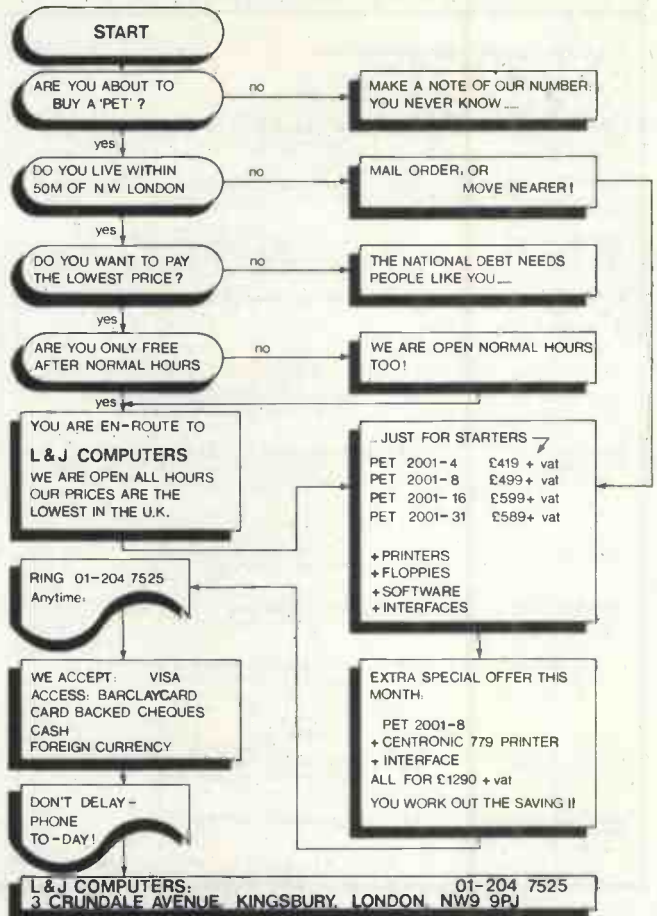 START
ARE YOU ABOUT TO
BUY A 'PET' ?
no
MAKE A NOTE OF OUR NUMBER:
YOU NEVER KNOW....
yes
DO YOU LIVE WITHIN
50M OF N W LONDON
no
MAIL ORDER, OR
MOVE NEARER!
yes
DO YOU WANT TO PAY
THE LOWEST PRICE?
no
THE NATIONAL DEBT NEEDS
PEOPLE LIKE YOU....
yes
ARE YOU ONLY FREE
AFTER NORMAL HOURS
no
WE ARE OPEN NORMAL HOURS
TOO!
yes
YOU ARE EN-ROUTE TO
L & J COMPUTERS
WE ARE OPEN ALL HOURS
OUR PRICES ARE THE
LOWEST IN THE U.K.
...JUST FOR STARTERS
PET 2001-4 £419 + vat
PET 2001-8 £499+ vat
PET 2001-16 £599+ vat
PET 2001-31 £589+ vat
+PRINTERS
+FLOPPIES
+SOFTWARE
+INTERFACES
RING 01-204 7525
Anytime:
WE ACCEPT: VISA
ACCESS: BARCLAYCARD
CARD BACKED CHEQUES
CASH
FOREIGN CURRENCY
EXTRA SPECIAL OFFER THIS
MONTH:
PET 2001-8
+ CENTRONIC 779 PRINTER
+ INTERFACE
ALL FOR £1290 + vat
YOU WORK OUT THE SAVING !!
DON'T DELAY -
PHONE
TO-DAY!
L & J COMPUTERS: 01-204 7525
3 CRUNDALE AVENUE, KINGSBURY, LONDON NW9 9PJ